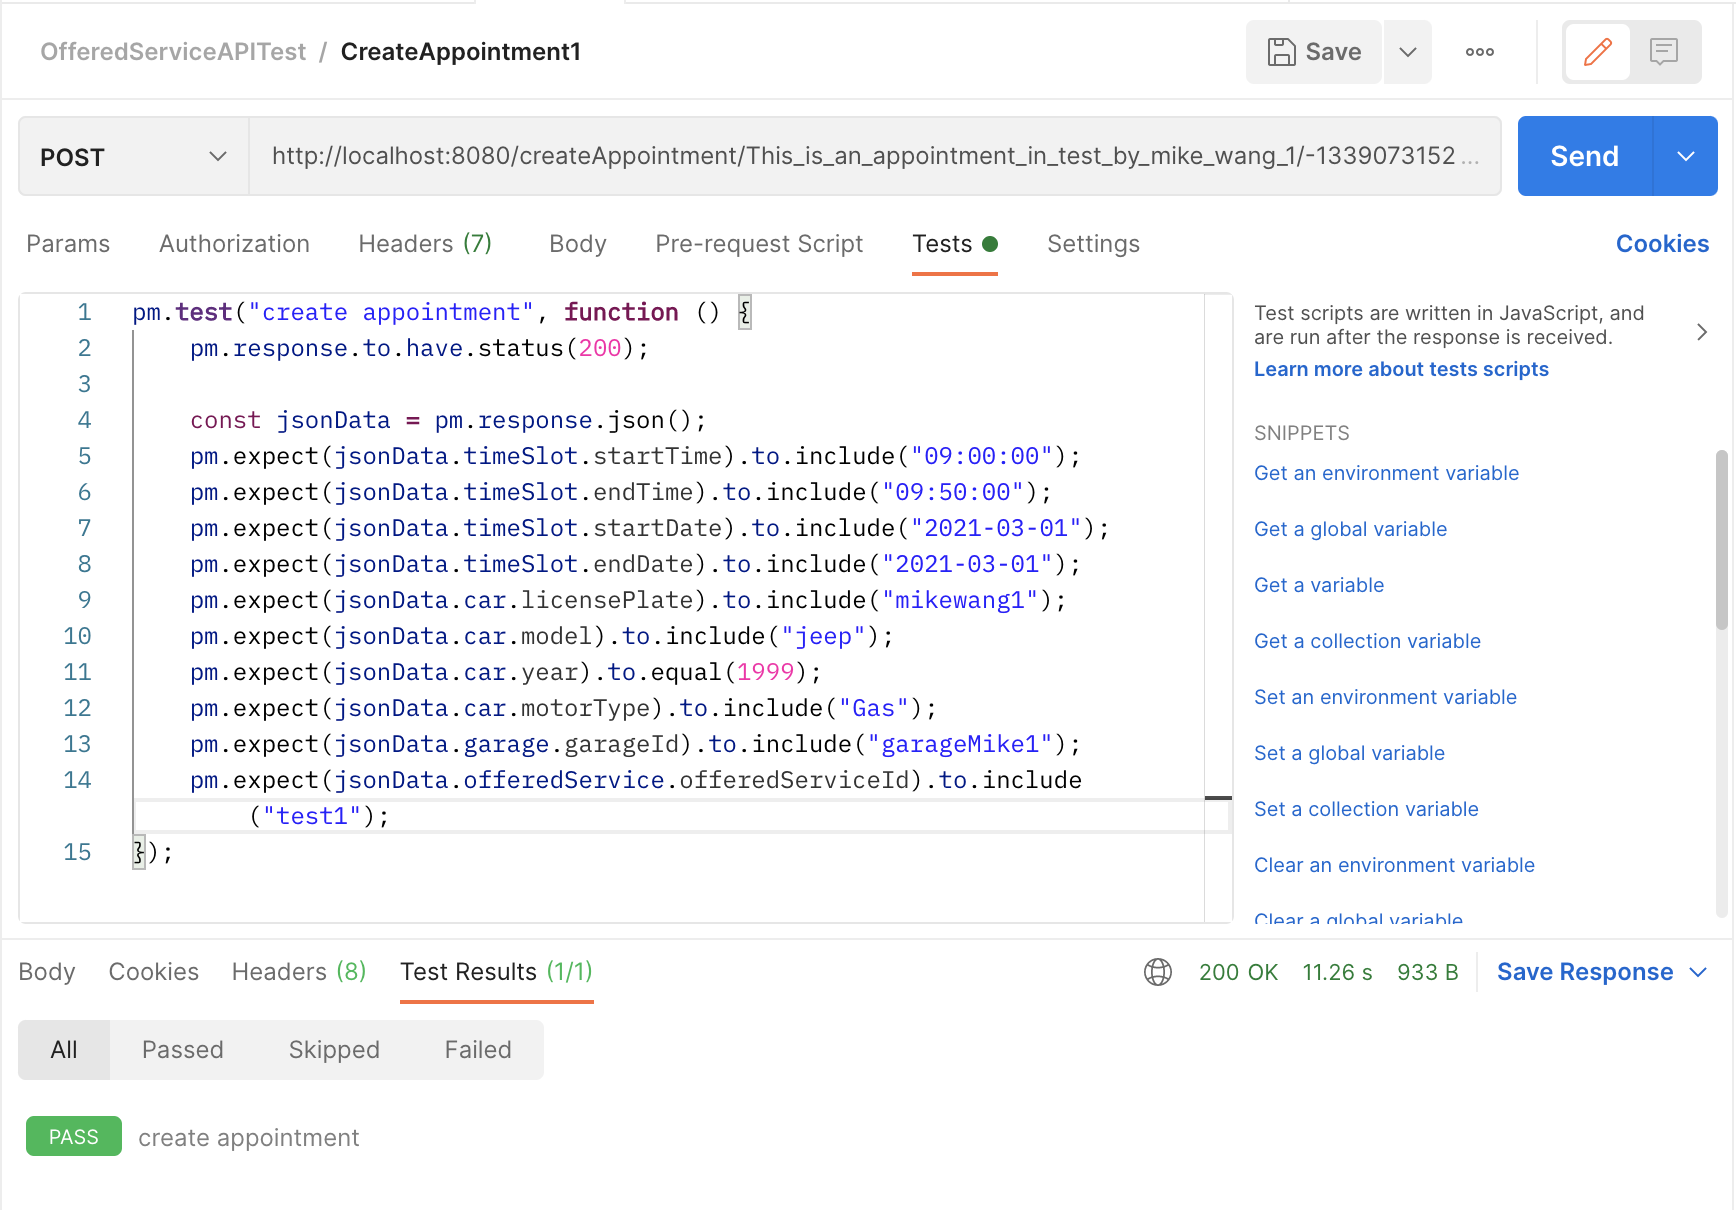 OfferedServiceAPITest / CreateAppointment1
Save
POST
http://localhost:8080/createAppointment/This_is_an_appointment_in_test_by_mike_wang_1/-1339073152 ...
Send
Params Authorization Headers (7) Body Pre-request Script Tests Settings
Cookies
1 pm.test("create appointment", function () {
2 pm.response.to.have.status(200);
3
4 const jsonData = pm.response.json();
5 pm.expect(jsonData.timeSlot.startTime).to.include("09:00:00");
6 pm.expect(jsonData.timeSlot.endTime).to.include("09:50:00");
7 pm.expect(jsonData.timeSlot.startDate).to.include("2021-03-01");
8 pm.expect(jsonData.timeSlot.endDate).to.include("2021-03-01");
9 pm.expect(jsonData.car.licensePlate).to.include("mikewang1");
10 pm.expect(jsonData.car.model).to.include("jeep");
11 pm.expect(jsonData.car.year).to.equal(1999);
12 pm.expect(jsonData.car.motorType).to.include("Gas");
13 pm.expect(jsonData.garage.garageId).to.include("garageMike1");
14 pm.expect(jsonData.offeredService.offeredServiceId).to.include
("test1");
15 });
Test scripts are written in JavaScript, and
are run after the response is received.
Learn more about tests scripts
SNIPPETS
Get an environment variable
Get a global variable
Get a variable
Get a collection variable
Set an environment variable
Set a global variable
Set a collection variable
Clear an environment variable
Clear a global variable
Body Cookies Headers (8) Test Results (1/1)
200 OK 11.26 s 933 B Save Response
All Passed Skipped Failed
PASS create appointment